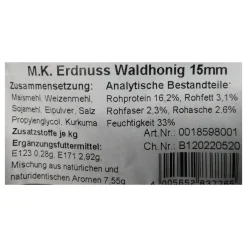 M.K. Erdnuss Waldhonig 15mm
Zusammensetzung: Analytische Bestandteile:
Maismehl, Weizenmehl, Rohprotein 16,2%, Rohfett 3,1%
Sojamehl, Eipulver, Salz Rohfaser 2,3%, Rohasche 2,6%
Propylenglycol, Kurkuma Feuchtigkeit 33%
Zusatzstoffe je kg Art.Nr.: 0018598001
Ergänzungsfuttermittel: Ch.Nr.: B120220520
E123 0,28g. E171 2,92g,
Mischung aus natürlichen und
naturidentischen Aromen 7,55g